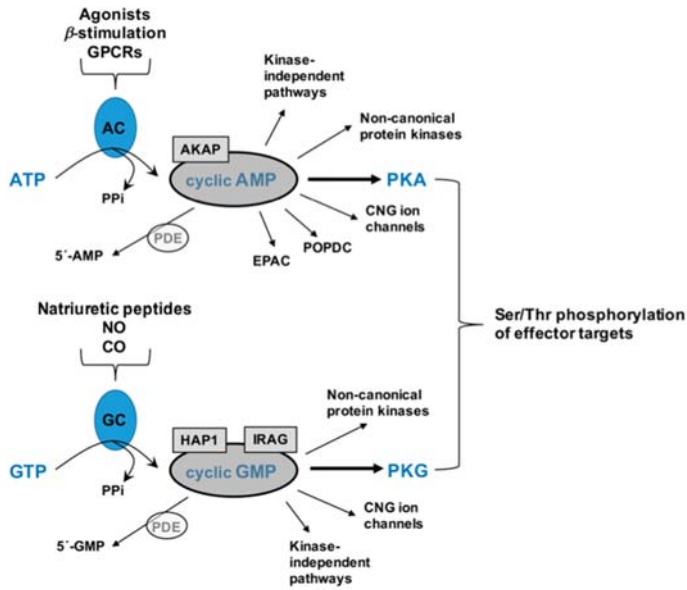 Agonists
β-stimulation
GPCRs
AC
ATP
PPi
AKAP
cyclic AMP
PDE
5´-AMP
Kinase-
independent
pathways
Non-canonical
protein kinases
PKA
CNG ion
channels
POPDC
EPAC
Ser/Thr phosphorylation
of effector targets
Natriuretic peptides
NO
CO
GC
GTP
PPi
HAP1
IRAG
cyclic GMP
PDE
5´-GMP
Non-canonical
protein kinases
PKG
CNG ion
channels
Kinase-
independent
pathways